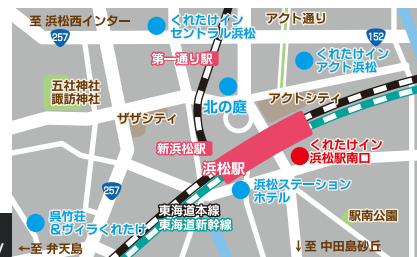 至 浜松西インター
257
くれたけイン
セントラル浜松
アクト通り
152
第一通り駅
くれたけイン
アクト浜松
五社神社
諏訪神社
北の庭
アクトシティ
ザザシティ
新浜松駅
浜松駅
くれたけイン
浜松駅南口
257
浜松ステーション
ホテル
呉竹荘
&ヴィラくれたけ
東海道本線
東海道新幹線
駅南公園
←至 弁天島
↓至 中田島砂丘